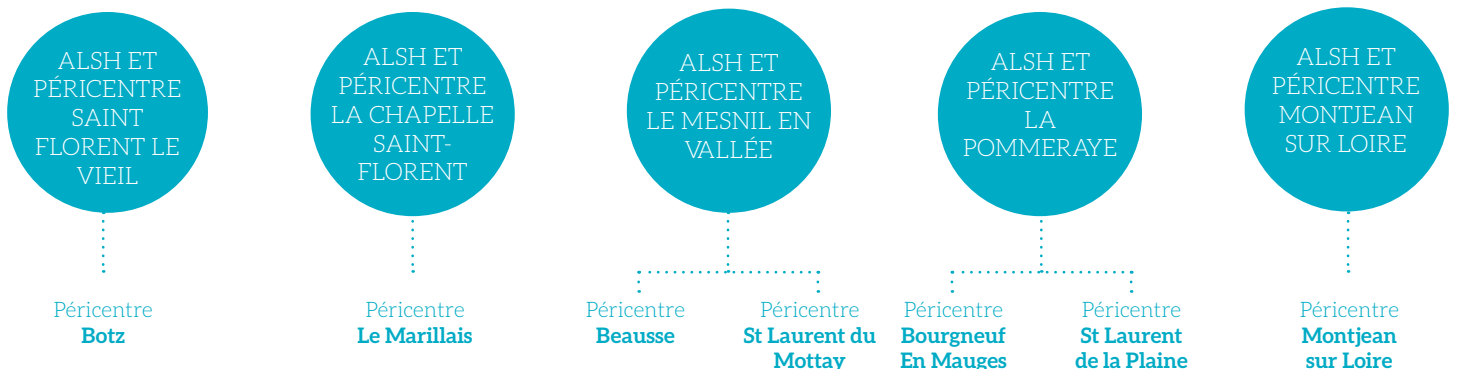 ALSH ET
PÉRICENTRE
SAINT
FLORENT LE
VIEIL
ALSH ET
PÉRICENTRE
LA CHAPELLE
SAINT-
FLORENT
ALSH ET
PÉRICENTRE
LE MESNIL EN
VALLÉE
ALSH ET
PÉRICENTRE
LA
POMMERAYE
ALSH ET
PÉRICENTRE
MONTJEAN
SUR LOIRE
Péricentre
Botz
Péricentre
Le Marillais
Péricentre
Beausse
Péricentre
St Laurent du
Mottay
Péricentre
Bourgneuf
En Mauges
Péricentre
St Laurent
de la Plaine
Péricentre
Montjean
sur Loire